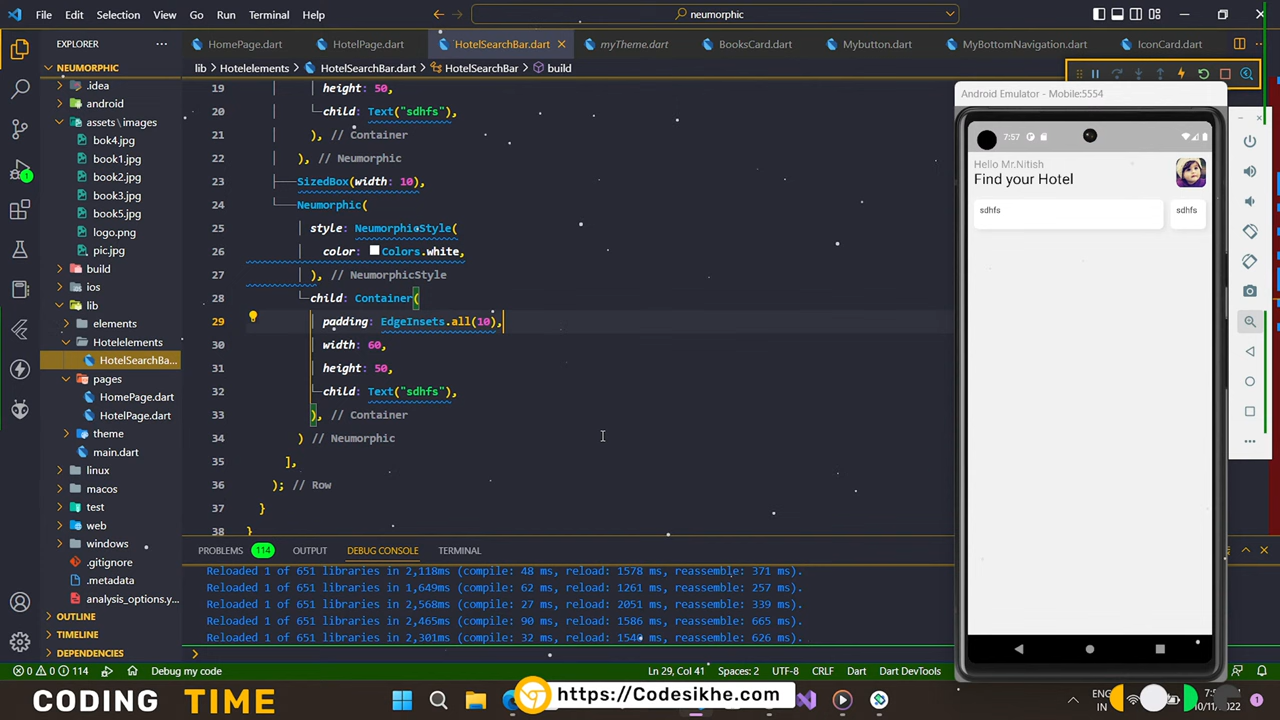 File Edit Selection View Go Run Terminal Help
neumorphic
EXPLORER
HomePage.dart HotelPage.dart HotelSearchBar.dart myTheme.dart BooksCard.dart Mybutton.dart MyBottomNavigation.dart IconCard.dart
NEUMORPHIC
lib > Hotelelements > HotelSearchBar.dart > HotelSearchBar > build
.idea
android
assets \ images
bok4.jpg
book1.jpg
book2.jpg
book3.jpg
book5.jpg
logo.png
pic.jpg
build
ios
lib
elements
Hotelelements
HotelSearchBa...
pages
HomePage.dart
HotelPage.dart
theme
main.dart
linux
macos
test
web
windows
.gitignore
.metadata
analysis_options.y...
OUTLINE
TIMELINE
DEPENDENCIES
19 height: 50,
20 child: Text("sdhfs"),
21 ), // Container
22 ), // Neumorphic
23 SizedBox(width: 10),
24 Neumorphic(
25 style: NeumorphicStyle(
26 color: Colors.white,
27 ), // NeumorphicStyle
28 child: Container(
29 padding: EdgeInsets.all(10),
30 width: 60,
31 height: 50,
32 child: Text("sdhfs"),
33 ), // Container
34 ) // Neumorphic
35 ],
36 ); // Row
37 }
38 }
PROBLEMS 114 OUTPUT DEBUG CONSOLE TERMINAL
Reloaded 1 of 651 libraries in 2,118ms (compile: 48 ms, reload: 1578 ms, reassemble: 371 ms).
Reloaded 1 of 651 libraries in 1,649ms (compile: 62 ms, reload: 1261 ms, reassemble: 257 ms).
Reloaded 1 of 651 libraries in 2,568ms (compile: 27 ms, reload: 2051 ms, reassemble: 339 ms).
Reloaded 1 of 651 libraries in 2,465ms (compile: 90 ms, reload: 1586 ms, reassemble: 665 ms).
Reloaded 1 of 651 libraries in 2,301ms (compile: 32 ms, reload: ms, reassemble: 626 ms).
Android Emulator - Mobile:5554
7:57
Hello Mr.Nitish
Find your Hotel
sdhfs sdhfs
0 0 114 Debug my code Ln 29, Col 41 Spaces: 2 UTF-8 CRLF Dart Dart DevTools
CODING TIME
https://Codesikhe.com
ENG
IN
10/11/2022
1